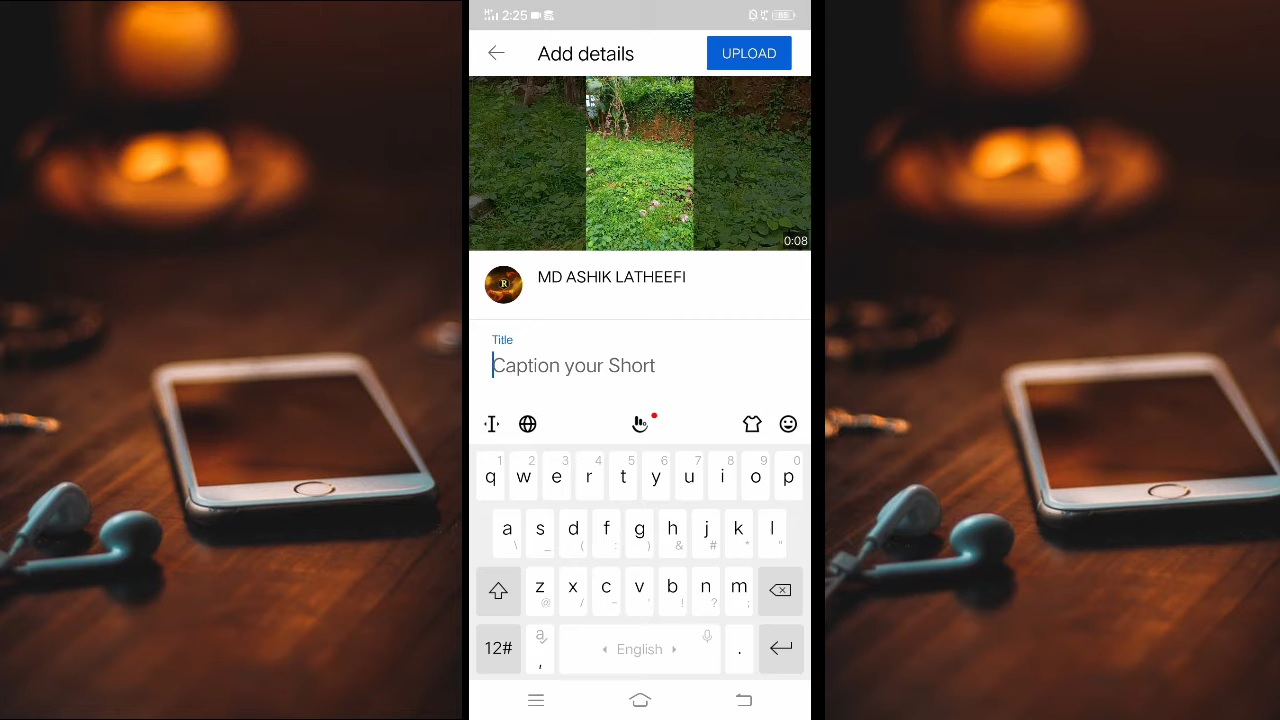 2:25
85
Add details
UPLOAD
0:08
R
MD ASHIK LATHEEFI
Title
Caption your Short
1 2 3 4 5 6 7 8 9 0
q w e r t y u i o p
a s d f g h j k l
\ _ ( : ) & # * "
z x c v b n m
@ / - ' ! ? ;
12# a , English .